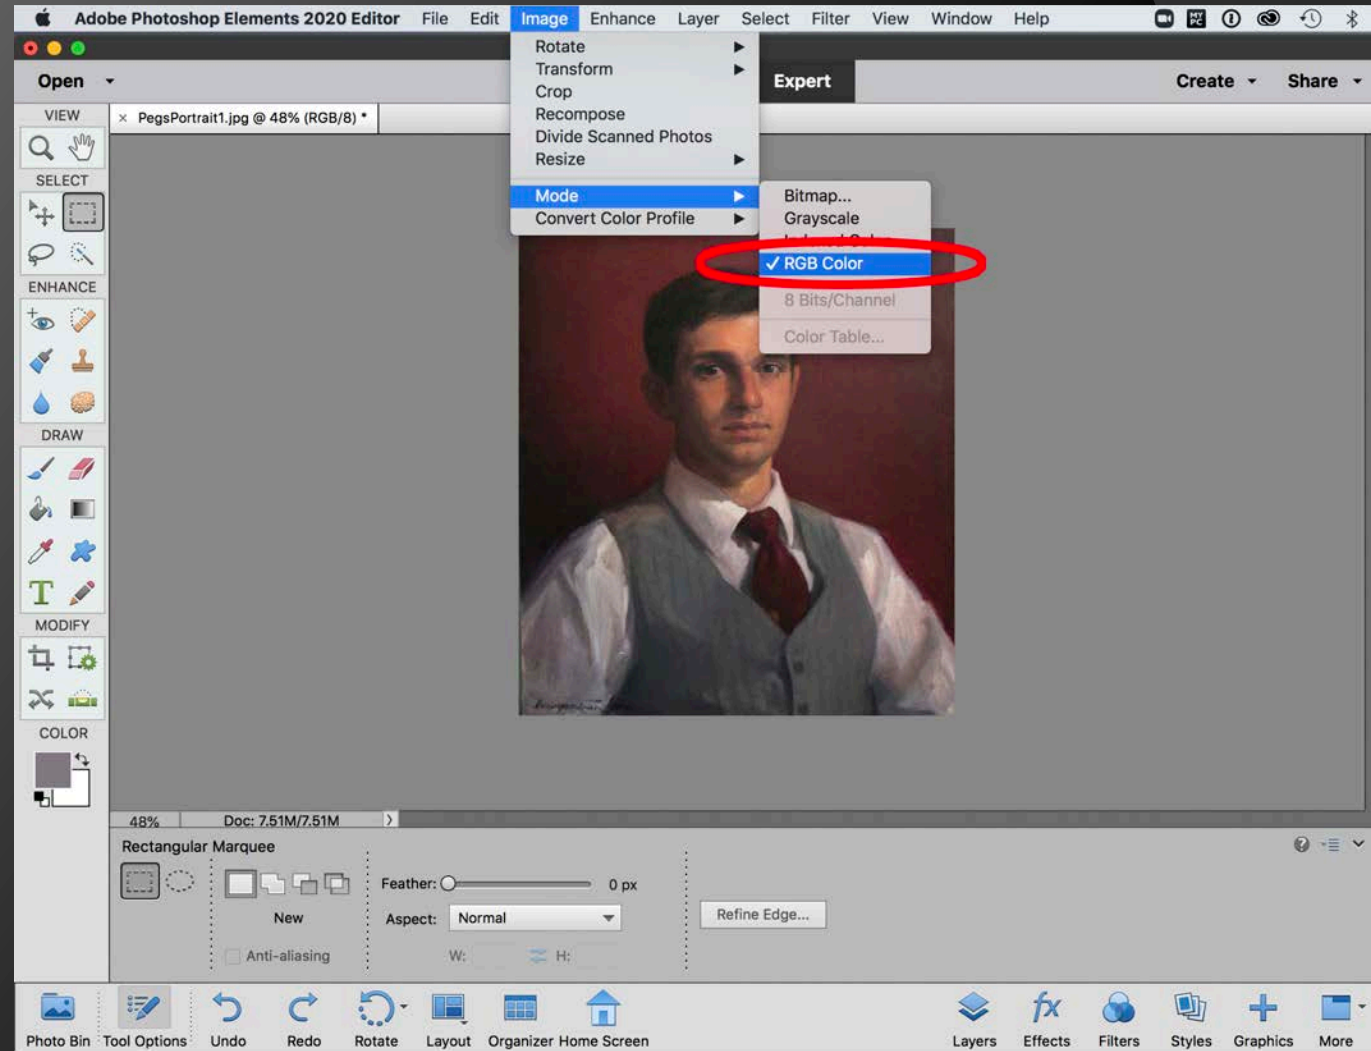 Adobe Photoshop Elements 2020 Editor File Edit Image Enhance Layer Select Filter View Window Help
Open
Expert
Create
Share
Rotate
Transform
Crop
Recompose
Divide Scanned Photos
Resize
Mode
Convert Color Profile
Bitmap...
Grayscale
Indexed Color
✓ RGB Color
8 Bits/Channel
Color Table...
× PegsPortrait1.jpg @ 48% (RGB/8) *
VIEW
SELECT
ENHANCE
DRAW
T
MODIFY
COLOR
48% Doc: 7.51M/7.51M
Rectangular Marquee
New
Anti-aliasing
Feather: 0 px
Aspect: Normal
W: H:
Refine Edge...
Photo Bin Tool Options Undo Redo Rotate Layout Organizer Home Screen Layers fx Effects Filters Styles Graphics More